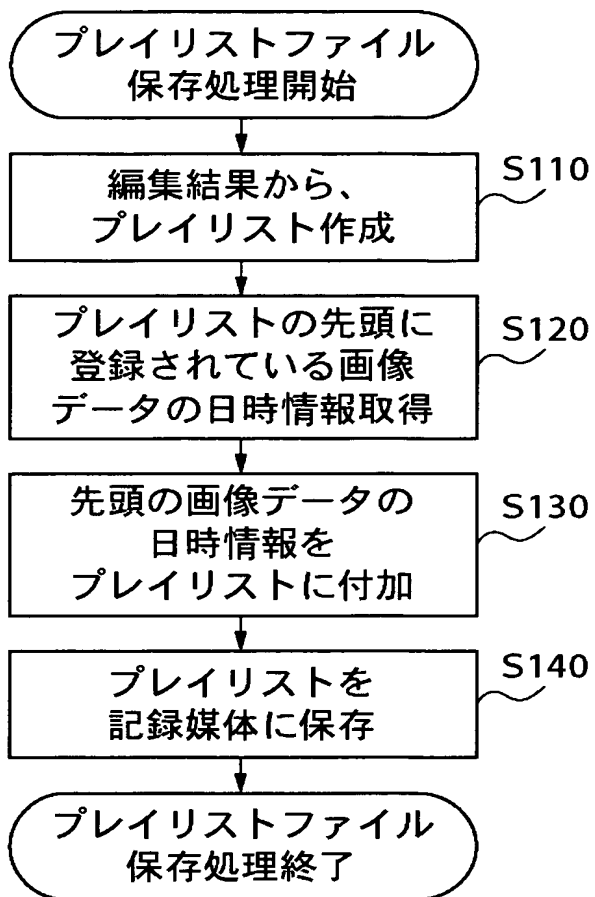 プレイリストファイル
保存処理開始
編集結果から、
プレイリスト作成
S110
プレイリストの先頭に
登録されている画像
データの日時情報取得
S120
先頭の画像データの
日時情報を
プレイリストに付加
S130
プレイリストを
記録媒体に保存
S140
プレイリストファイル
保存処理終了